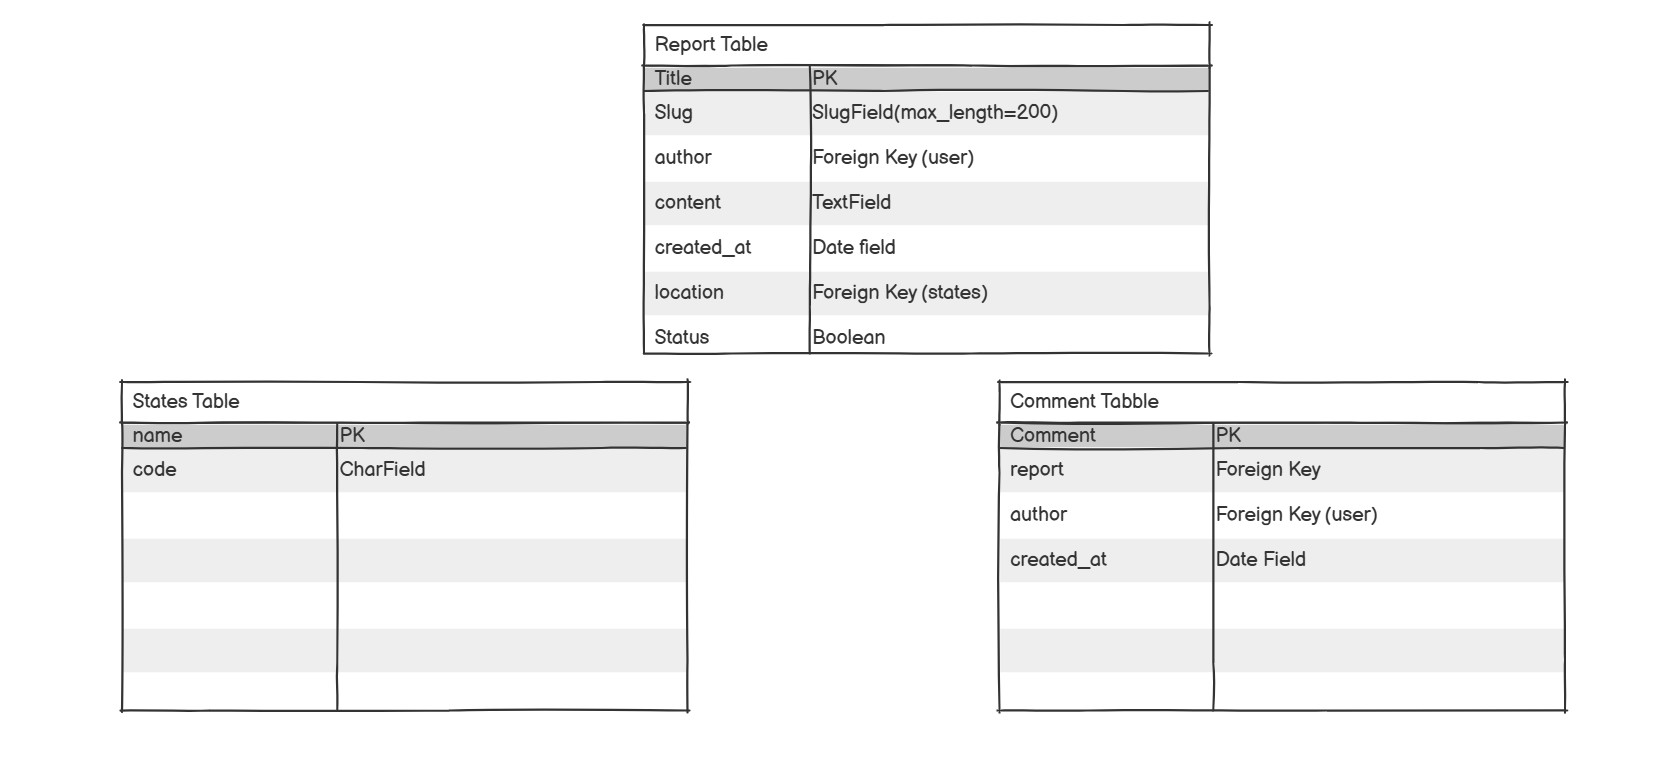 Report Table
Title PK
Slug SlugField(max_length=200)
author Foreign Key (user)
content TextField
created_at Date field
location Foreign Key (states)
Status Boolean
States Table
name PK
code CharField
Comment Tabble
Comment PK
report Foreign Key
author Foreign Key (user)
created_at Date Field